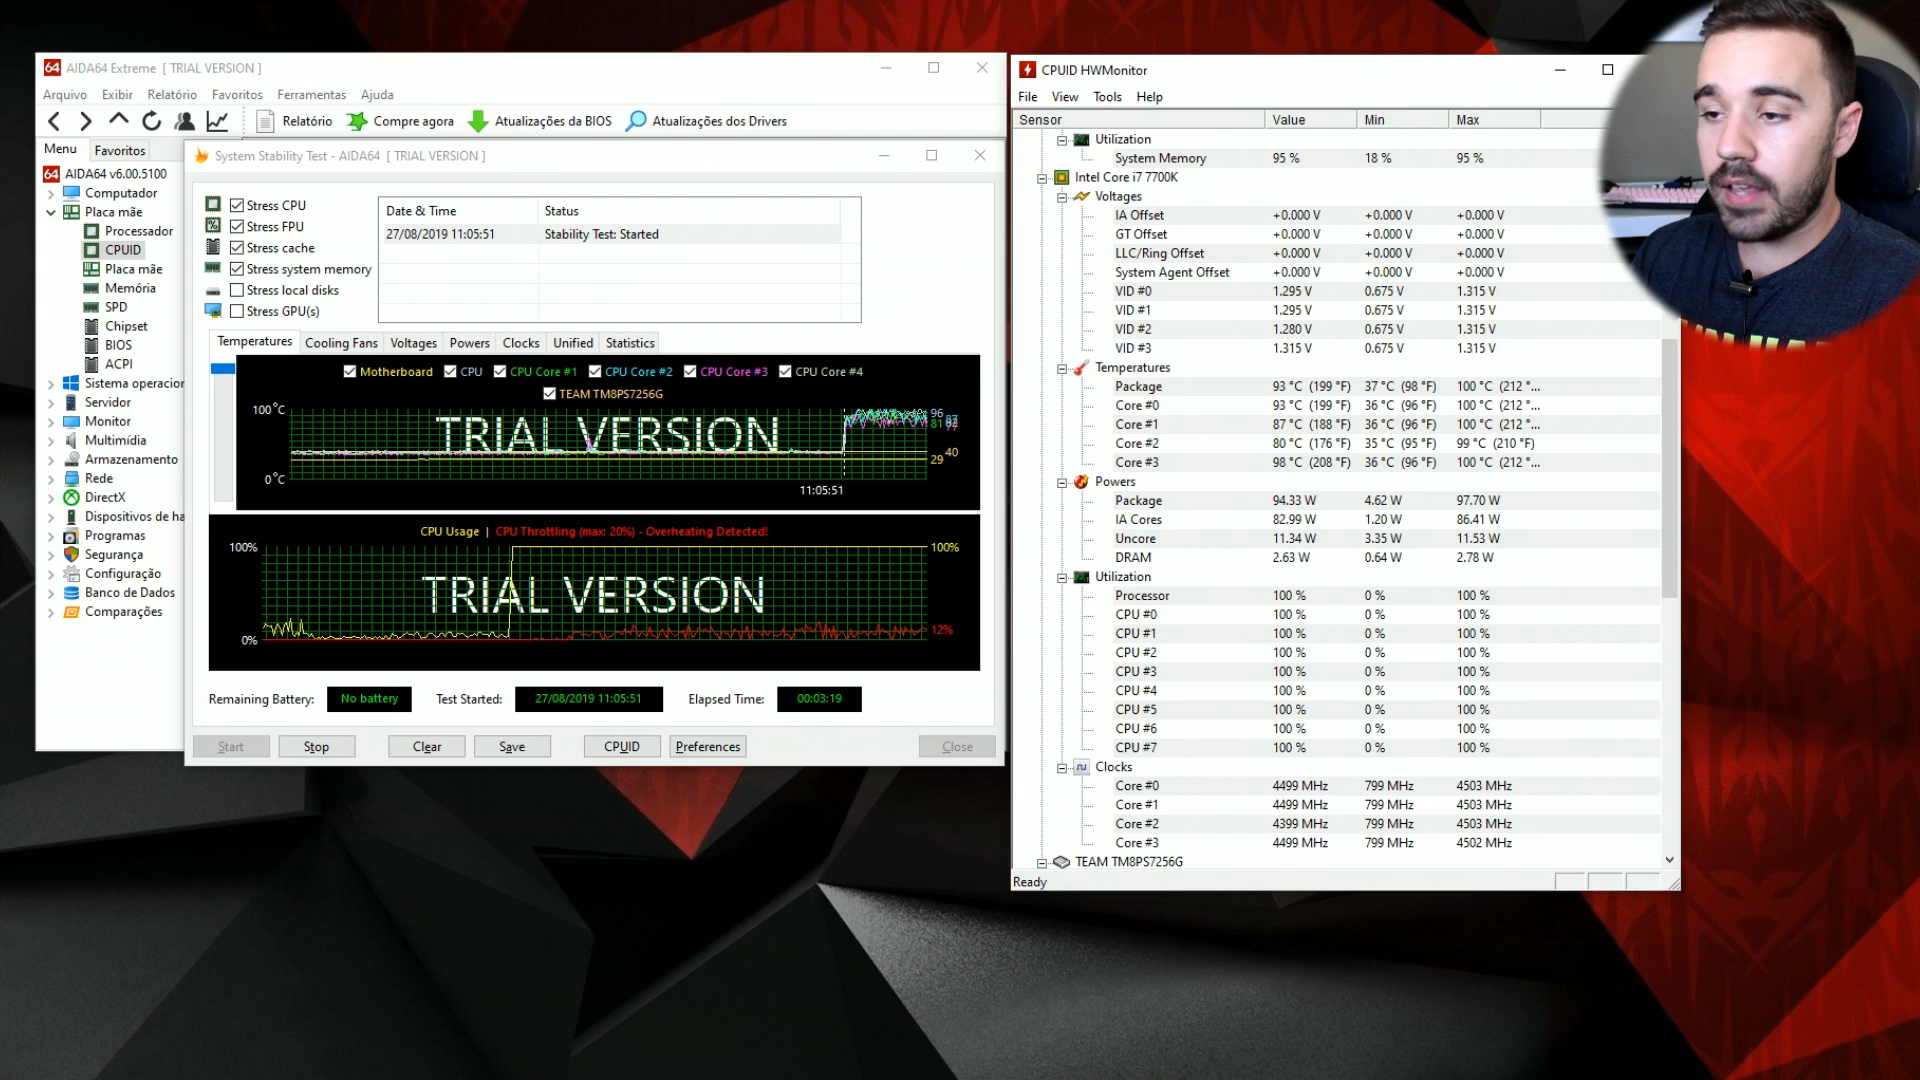 AIDA64 Extreme [ TRIAL VERSION ]
Arquivo Exibir Relatório Favoritos Ferramentas Ajuda
Relatório Compre agora Atualizações da BIOS Atualizações dos Drivers
Menu Favoritos
AIDA64 v6.00.5100
Computador
Placa mãe
Processador
CPUID
Placa mãe
Memória
SPD
Chipset
BIOS
ACPI
Sistema operacior
Servidor
Monitor
Multimídia
Armazenamento
Rede
DirectX
Dispositivos de ha
Programas
Segurança
Configuração
Banco de Dados
Comparações
System Stability Test - AIDA64 [ TRIAL VERSION ]
Stress CPU
Stress FPU
Stress cache
Stress system memory
Stress local disks
Stress GPU(s)
Date & Time Status
27/08/2019 11:05:51 Stability Test: Started
Temperatures Cooling Fans Voltages Powers Clocks Unified Statistics
Motherboard CPU CPU Core #1 CPU Core #2 CPU Core #3 CPU Core #4
TEAM TM8PS7256G
100°C
TRIAL VERSION
96
81
40
29
0°C
11:05:51
CPU Usage | CPU Throttling (max: 20%) - Overheating Detected!
100% 100%
TRIAL VERSION
0% 12%
Remaining Battery: No battery Test Started: 27/08/2019 11:05:51 Elapsed Time: 00:03:19
Start Stop Clear Save CPUID Preferences Close
CPUID HWMonitor
File View Tools Help
Sensor Value Min Max
Utilization
System Memory 95 % 18 % 95 %
Intel Core i7 7700K
Voltages
IA Offset +0.000 V +0.000 V +0.000 V
GT Offset +0.000 V +0.000 V +0.000 V
LLC/Ring Offset +0.000 V +0.000 V +0.000 V
System Agent Offset +0.000 V +0.000 V +0.000 V
VID #0 1.295 V 0.675 V 1.315 V
VID #1 1.295 V 0.675 V 1.315 V
VID #2 1.280 V 0.675 V 1.315 V
VID #3 1.315 V 0.675 V 1.315 V
Temperatures
Package 93 °C (199 °F) 37 °C (98 °F) 100 °C (212 °...
Core #0 93 °C (199 °F) 36 °C (96 °F) 100 °C (212 °...
Core #1 87 °C (188 °F) 36 °C (96 °F) 100 °C (212 °...
Core #2 80 °C (176 °F) 35 °C (95 °F) 99 °C (210 °F)
Core #3 98 °C (208 °F) 36 °C (96 °F) 100 °C (212 °...
Powers
Package 94.33 W 4.62 W 97.70 W
IA Cores 82.99 W 1.20 W 86.41 W
Uncore 11.34 W 3.35 W 11.53 W
DRAM 2.63 W 0.64 W 2.78 W
Utilization
Processor 100 % 0 % 100 %
CPU #0 100 % 0 % 100 %
CPU #1 100 % 0 % 100 %
CPU #2 100 % 0 % 100 %
CPU #3 100 % 0 % 100 %
CPU #4 100 % 0 % 100 %
CPU #5 100 % 0 % 100 %
CPU #6 100 % 0 % 100 %
CPU #7 100 % 0 % 100 %
Clocks
Core #0 4499 MHz 799 MHz 4503 MHz
Core #1 4499 MHz 799 MHz 4503 MHz
Core #2 4399 MHz 799 MHz 4503 MHz
Core #3 4499 MHz 799 MHz 4502 MHz
TEAM TM8PS7256G
Ready